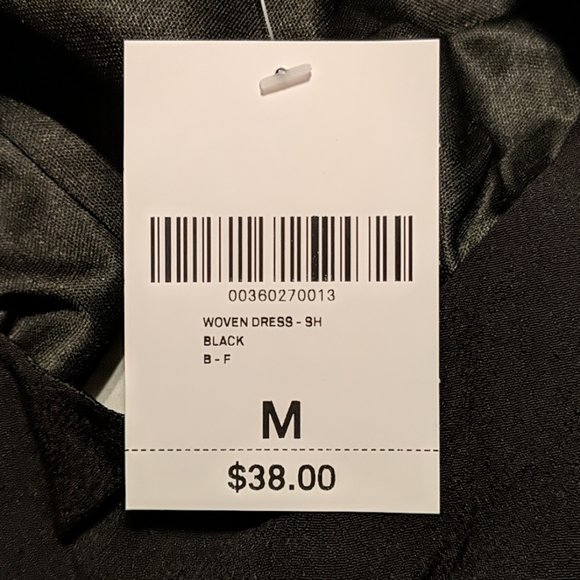 00360270013
WOVEN DRESS - SH
BLACK
B - F
M
$38.00